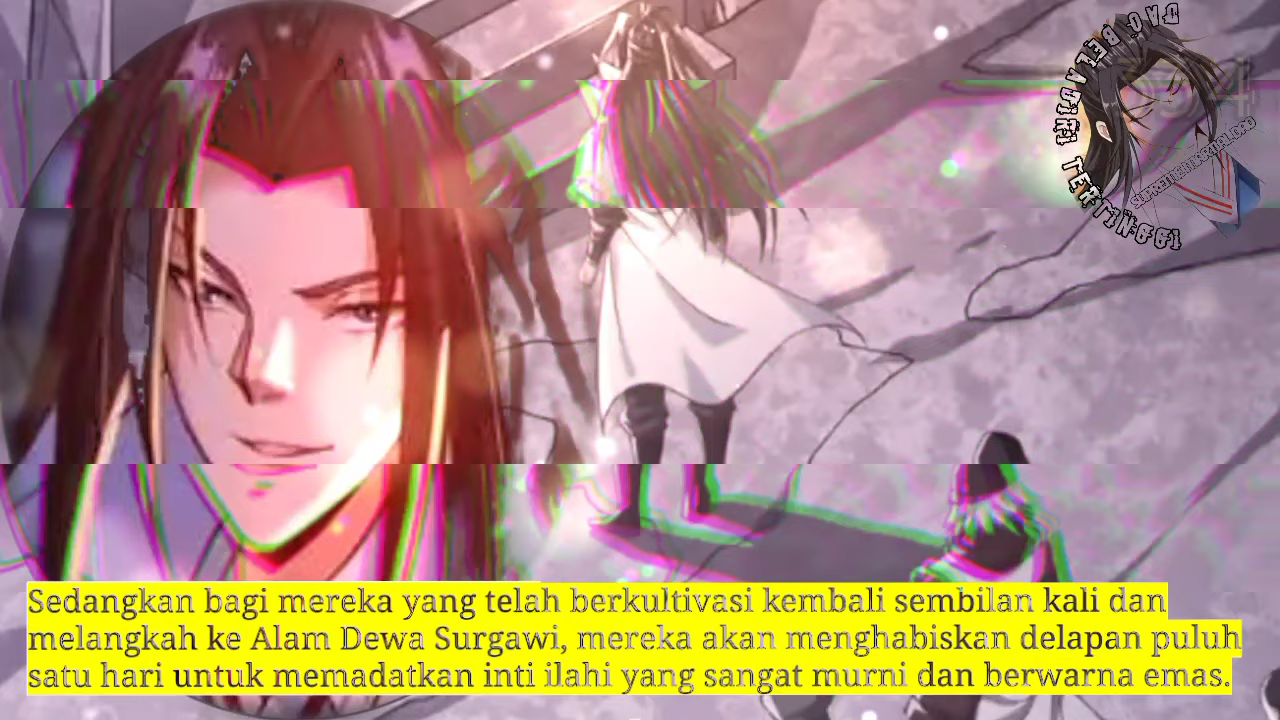 Sedangkan bagi mereka yang telah berkultivasi kembali sembilan kali dan
melangkah ke Alam Dewa Surgawi, mereka akan menghabiskan delapan puluh
satu hari untuk memadatkan inti ilahi yang sangat murni dan berwarna emas.